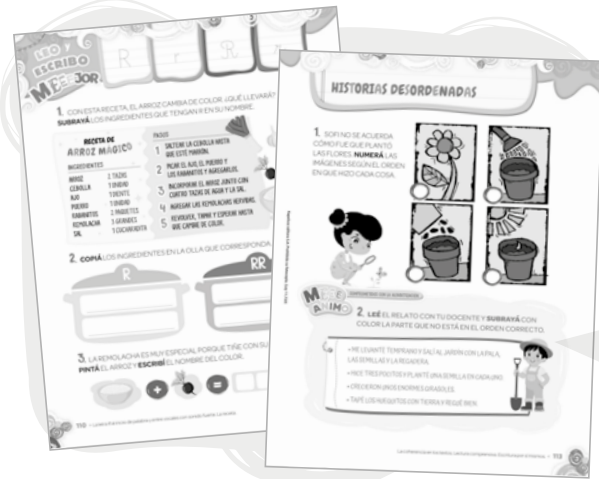 LEO Y
ESCRIBO
MEEEJOR
R r R r
1. CON ESTA RECETA, EL ARROZ CAMBIA DE COLOR. ¿QUÉ LLEVARÁ?
SUBRAYÁ LOS INGREDIENTES QUE TENGAN R EN SU NOMBRE.
RECETA DE
ARROZ MÁGICO
INGREDIENTES
ARROZ 2 TAZAS
CEBOLLA 1 UNIDAD
AJO 1 DIENTE
PUERRO 1 UNIDAD
RABANITOS 2 PAQUETES
REMOLACHA 3 GRANDES
SAL 1 CUCHARADITA
PASOS
1 SALTEAR LA CEBOLLA HASTA
QUE ESTÉ MARRÓN.
2 PICAR EL AJO, EL PUERRO Y
LOS RABANITOS Y AGREGARLOS.
3 INCORPORAR EL ARROZ JUNTO CON
CUATRO TAZAS DE AGUA Y LA SAL.
4 AGREGAR LAS REMOLACHAS HERVIDAS.
5 REVOLVER, TAPAR Y ESPERAR HASTA
QUE CAMBIE DE COLOR.
2. COPIÁ LOS INGREDIENTES EN LA OLLA QUE CORRESPONDA.
R
RR
3. LA REMOLACHA ES MUY ESPECIAL PORQUE TIÑE CON SU
PINTÁ EL ARROZ Y ESCRIBÍ EL NOMBRE DEL COLOR.
+ =
110
HISTORIAS DESORDENADAS
1. SOFI NO SE ACUERDA
CÓMO FUE QUE PLANTÓ
LAS FLORES. NUMERÁ LAS
IMÁGENES SEGÚN EL ORDEN
EN QUE HIZO CADA COSA.
ME
ANIMO
2. LEÉ EL RELATO CON TU DOCENTE Y SUBRAYÁ CON
COLOR LA PARTE QUE NO ESTÁ EN EL ORDEN CORRECTO.
• ME LEVANTÉ TEMPRANO Y SALÍ AL JARDÍN CON LA PALA,
LAS SEMILLAS Y LA REGADERA.
• HICE TRES POCITOS Y PLANTÉ UNA SEMILLA EN CADA UNO.
• CRECIERON UNOS ENORMES GIRASOLES.
• TAPÉ LOS HUEQUITOS CON TIERRA Y REGUÉ BIEN.
113